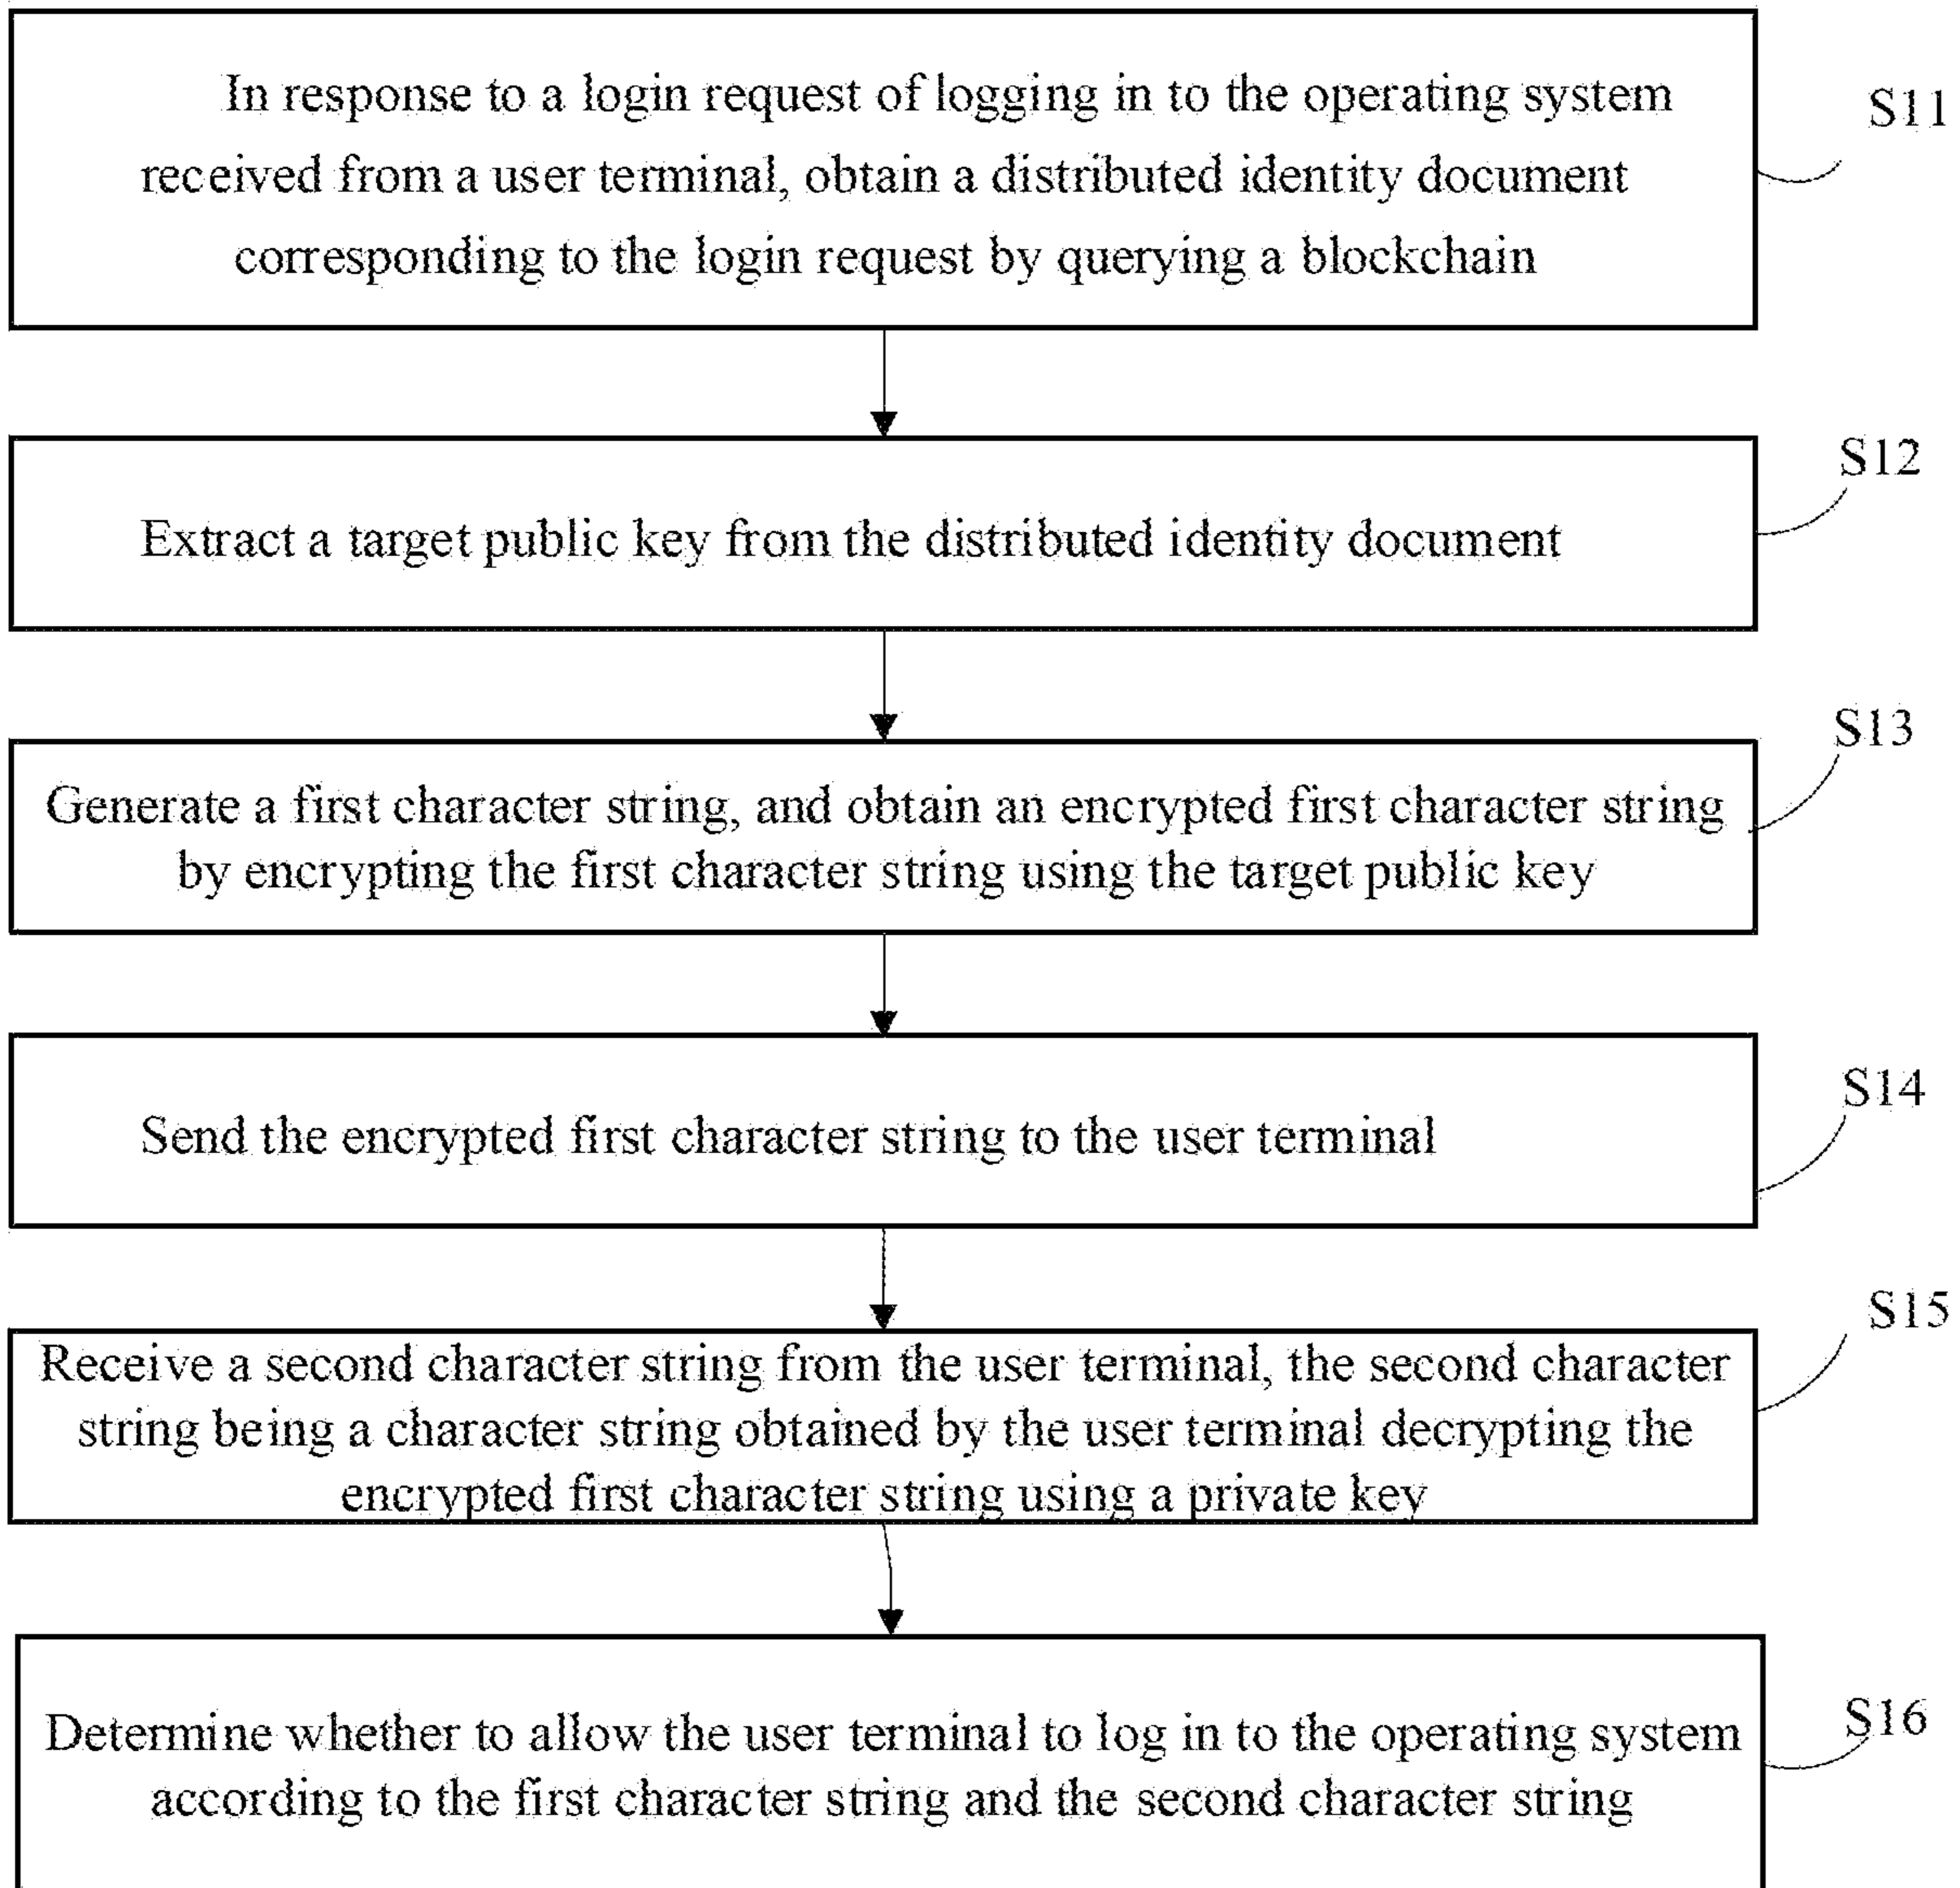 In response to a login request of logging in to the operating system
received from a user terminal, obtain a distributed identity document
corresponding to the login request by querying a blockchain
S11
Extract a target public key from the distributed identity document
S12
Generate a first character string, and obtain an encrypted first character string
by encrypting the first character string using the target public key
S13
Send the encrypted first character string to the user terminal
S14
Receive a second character string from the user terminal, the second character
string being a character string obtained by the user terminal decrypting the
encrypted first character string using a private key
S15
Determine whether to allow the user terminal to log in to the operating system
according to the first character string and the second character string
S16